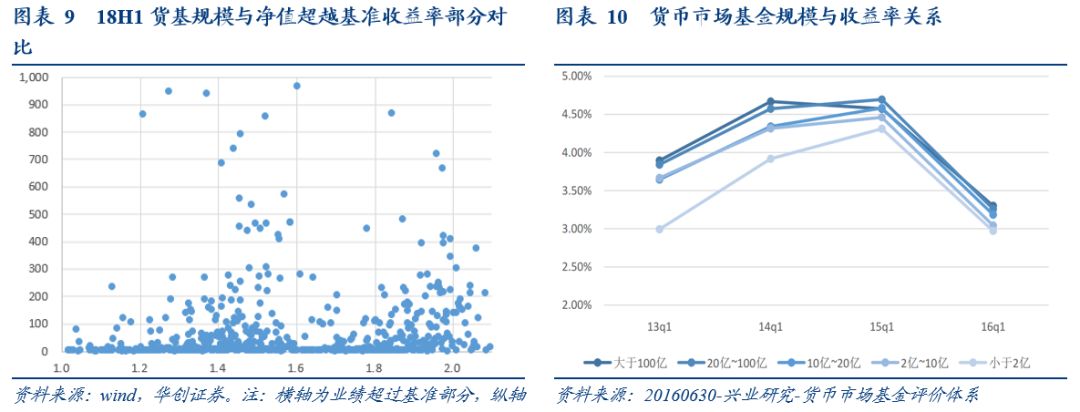 图表 9 18H1 货基规模与净值超越基准收益率部分对
比
1,000
900
800
700
600
500
400
300
200
100
0
1.0 1.2 1.4 1.6 1.8 2.0
资料来源：wind，华创证券。注：横轴为业绩超过基准部分，纵轴
图表 10 货币市场基金规模与收益率关系
5.00%
4.50%
4.00%
3.50%
3.00%
2.50%
2.00%
13q1 14q1 15q1 16q1
大于100亿 20亿~100亿 10亿~20亿 2亿~10亿 小于2亿
资料来源：20160630-兴业研究-货币市场基金评价体系